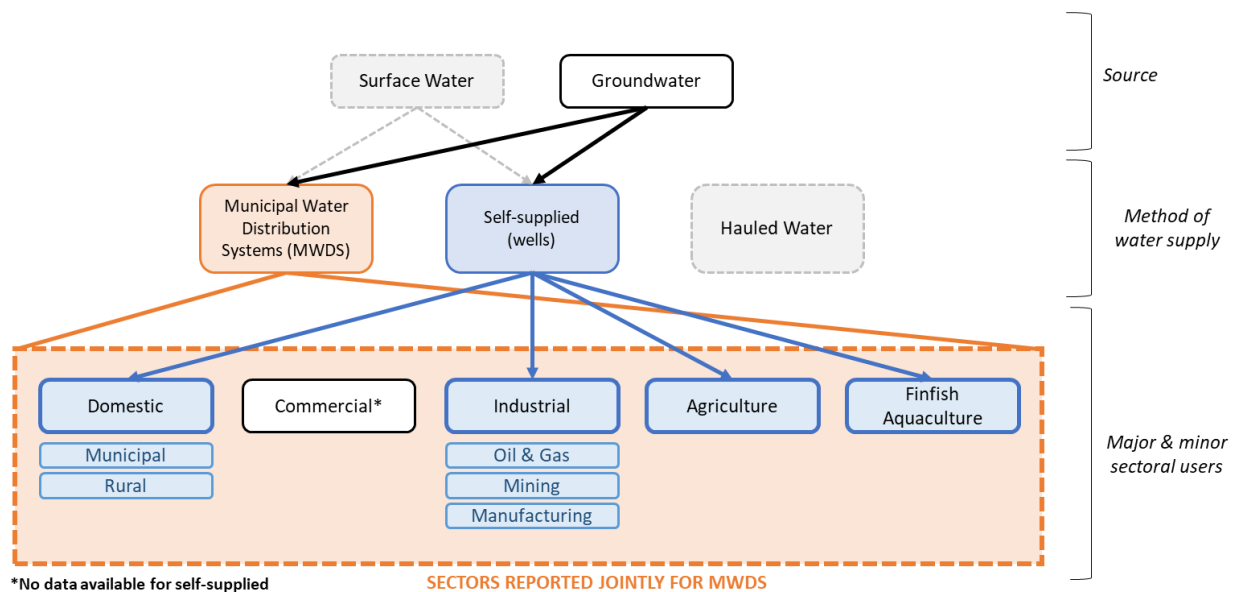 Surface Water
Groundwater
Source
Municipal Water
Distribution
Systems (MWDS)
Self-supplied
(wells)
Hauled Water
Method of
water supply
Domestic
Commercial*
Industrial
Agriculture
Finfish
Aquaculture
Municipal
Rural
Oil & Gas
Mining
Manufacturing
Major & minor
sectoral users
*No data available for self-supplied
SECTORS REPORTED JOINTLY FOR MWDS